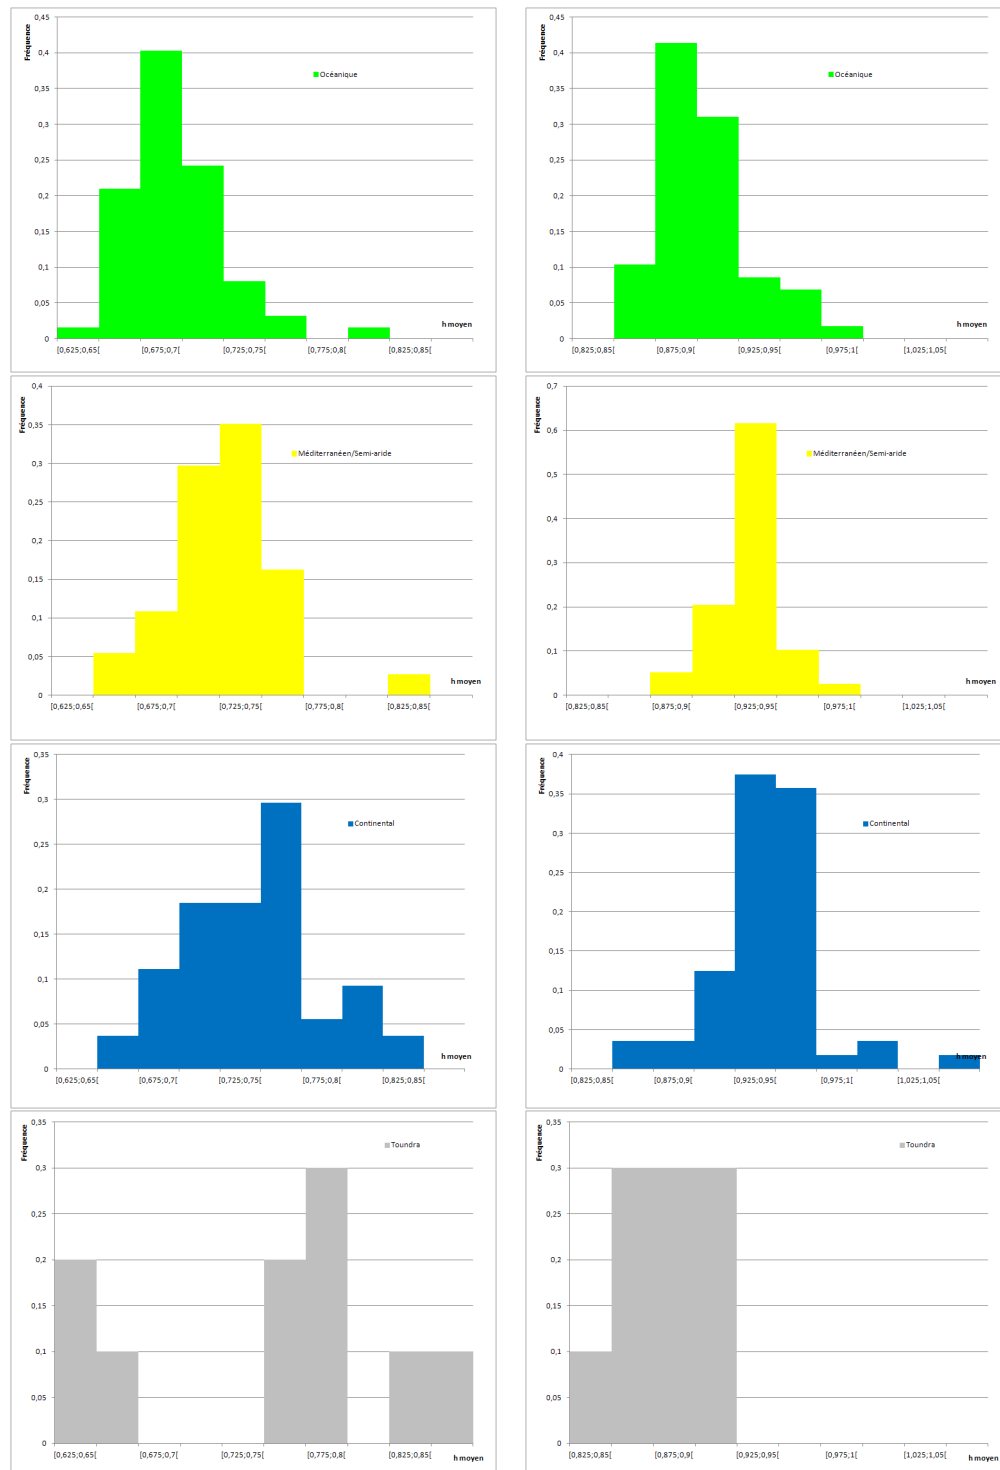 Fréquence
0,45
0,4
0,35
0,3
0,25
0,2
0,15
0,1
0,05
0
Océanique
h moyen
[0,625;0,65[ [0,675;0,7[ [0,725;0,75[ [0,775;0,8[ [0,825;0,85[
Fréquence
0,45
0,4
0,35
0,3
0,25
0,2
0,15
0,1
0,05
0
Océanique
h moyen
[0,825;0,85[ [0,875;0,9[ [0,925;0,95[ [0,975;1[ [1,025;1,05[
Fréquence
0,4
0,35
0,3
0,25
0,2
0,15
0,1
0,05
0
Méditerranéen/Semi-aride
h moyen
[0,625;0,65[ [0,675;0,7[ [0,725;0,75[ [0,775;0,8[ [0,825;0,85[
Fréquence
0,7
0,6
0,5
0,4
0,3
0,2
0,1
0
Méditerranéen/Semi-aride
h moyen
[0,825;0,85[ [0,875;0,9[ [0,925;0,95[ [0,975;1[ [1,025;1,05[
Fréquence
0,35
0,3
0,25
0,2
0,15
0,1
0,05
0
Continental
h moyen
[0,625;0,65[ [0,675;0,7[ [0,725;0,75[ [0,775;0,8[ [0,825;0,85[
Fréquence
0,4
0,35
0,3
0,25
0,2
0,15
0,1
0,05
0
Continental
h moyen
[0,825;0,85[ [0,875;0,9[ [0,925;0,95[ [0,975;1[ [1,025;1,05[
Fréquence
0,35
0,3
0,25
0,2
0,15
0,1
0,05
0
Toundra
[0,625;0,65[ [0,675;0,7[ [0,725;0,75[ [0,775;0,8[ [0,825;0,85[
h moyen
Fréquence
0,35
0,3
0,25
0,2
0,15
0,1
0,05
0
Toundra
[0,825;0,85[ [0,875;0,9[ [0,925;0,95[ [0,975;1[ [1,025;1,05[
h moyen